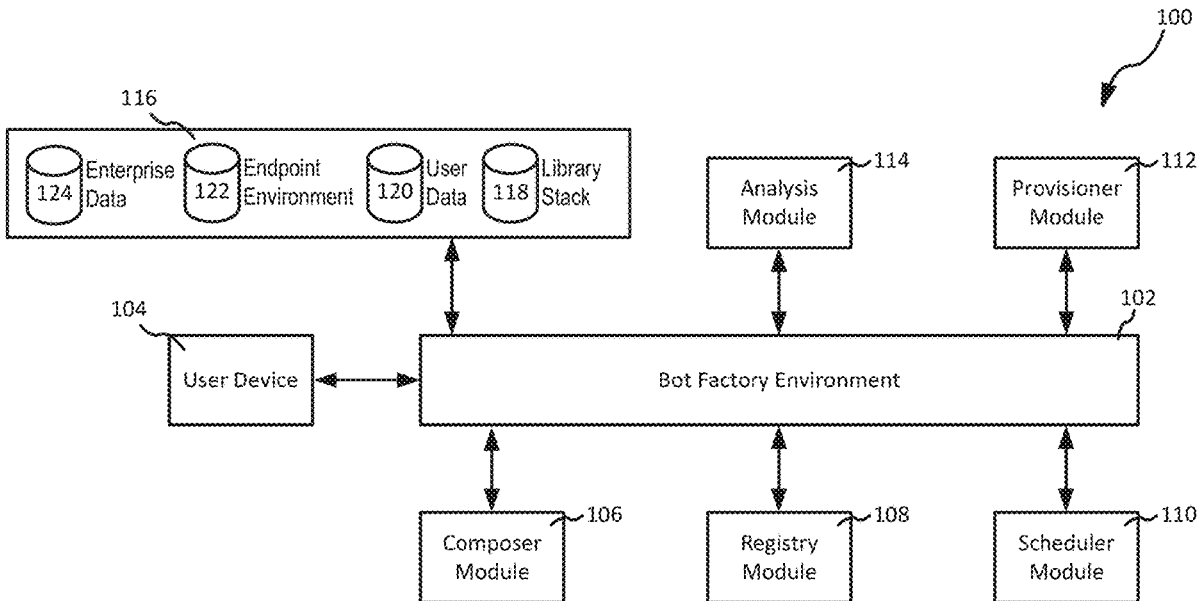 100
116
124
Enterprise
Data
122
Endpoint
Environment
120
User
Data
118
Library
Stack
Analysis
Module
114
Provisioner
Module
112
104
User Device
102
Bot Factory Environment
Composer
Module
106
Registry
Module
108
Scheduler
Module
110